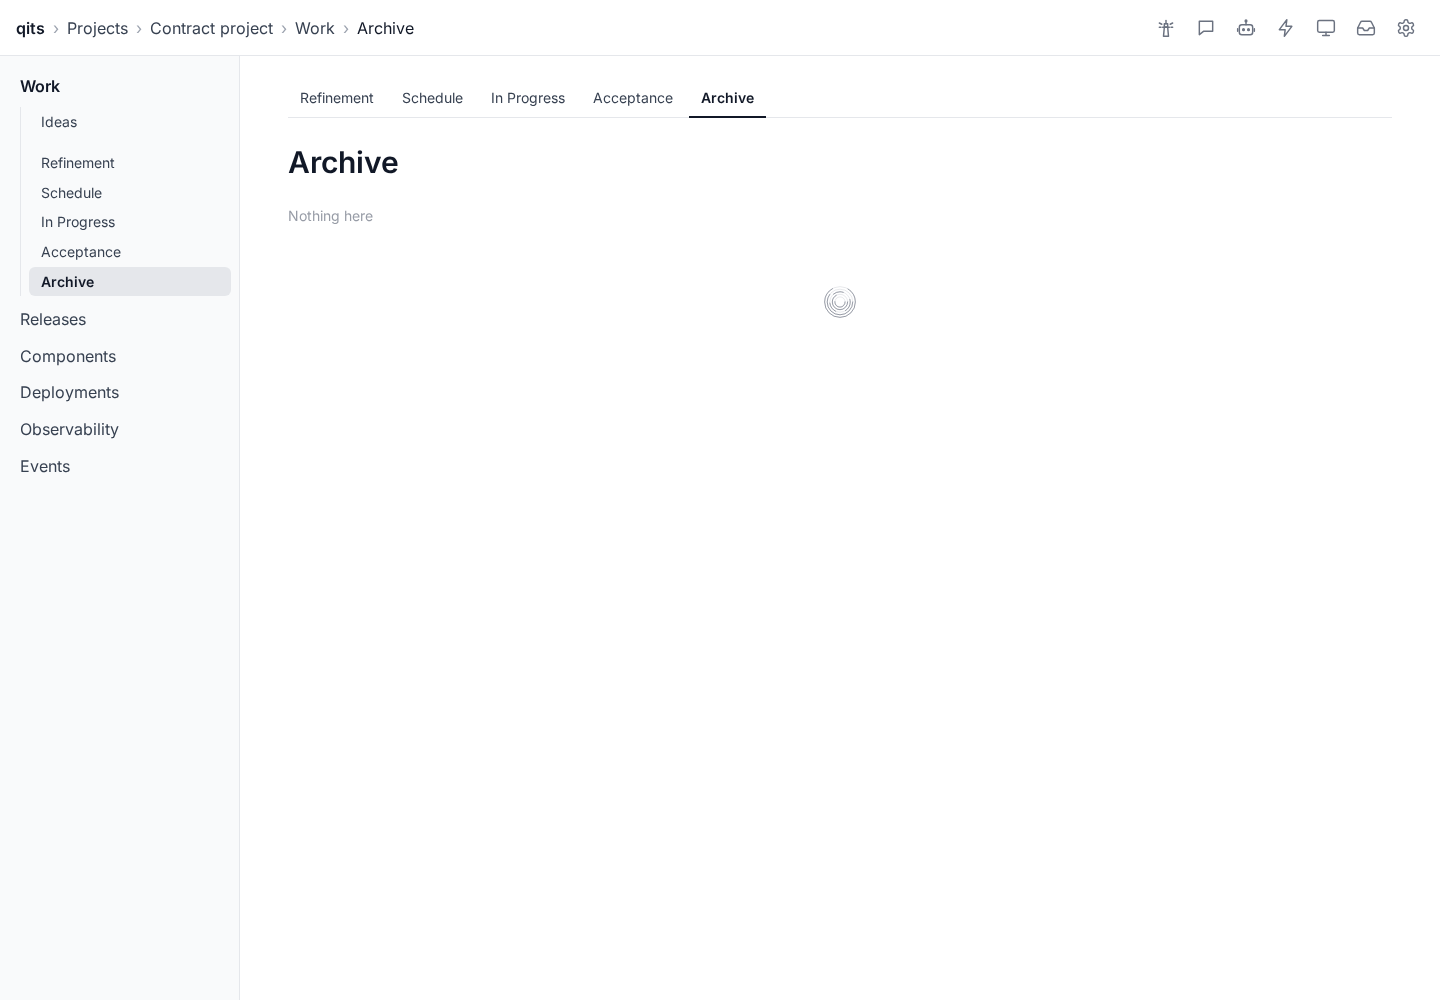 qits › Projects › Contract project › Work › Archive
Work
Ideas
Refinement
Schedule
In Progress
Acceptance
Archive
Releases
Components
Deployments
Observability
Events
Refinement Schedule In Progress Acceptance Archive
Archive
Nothing here